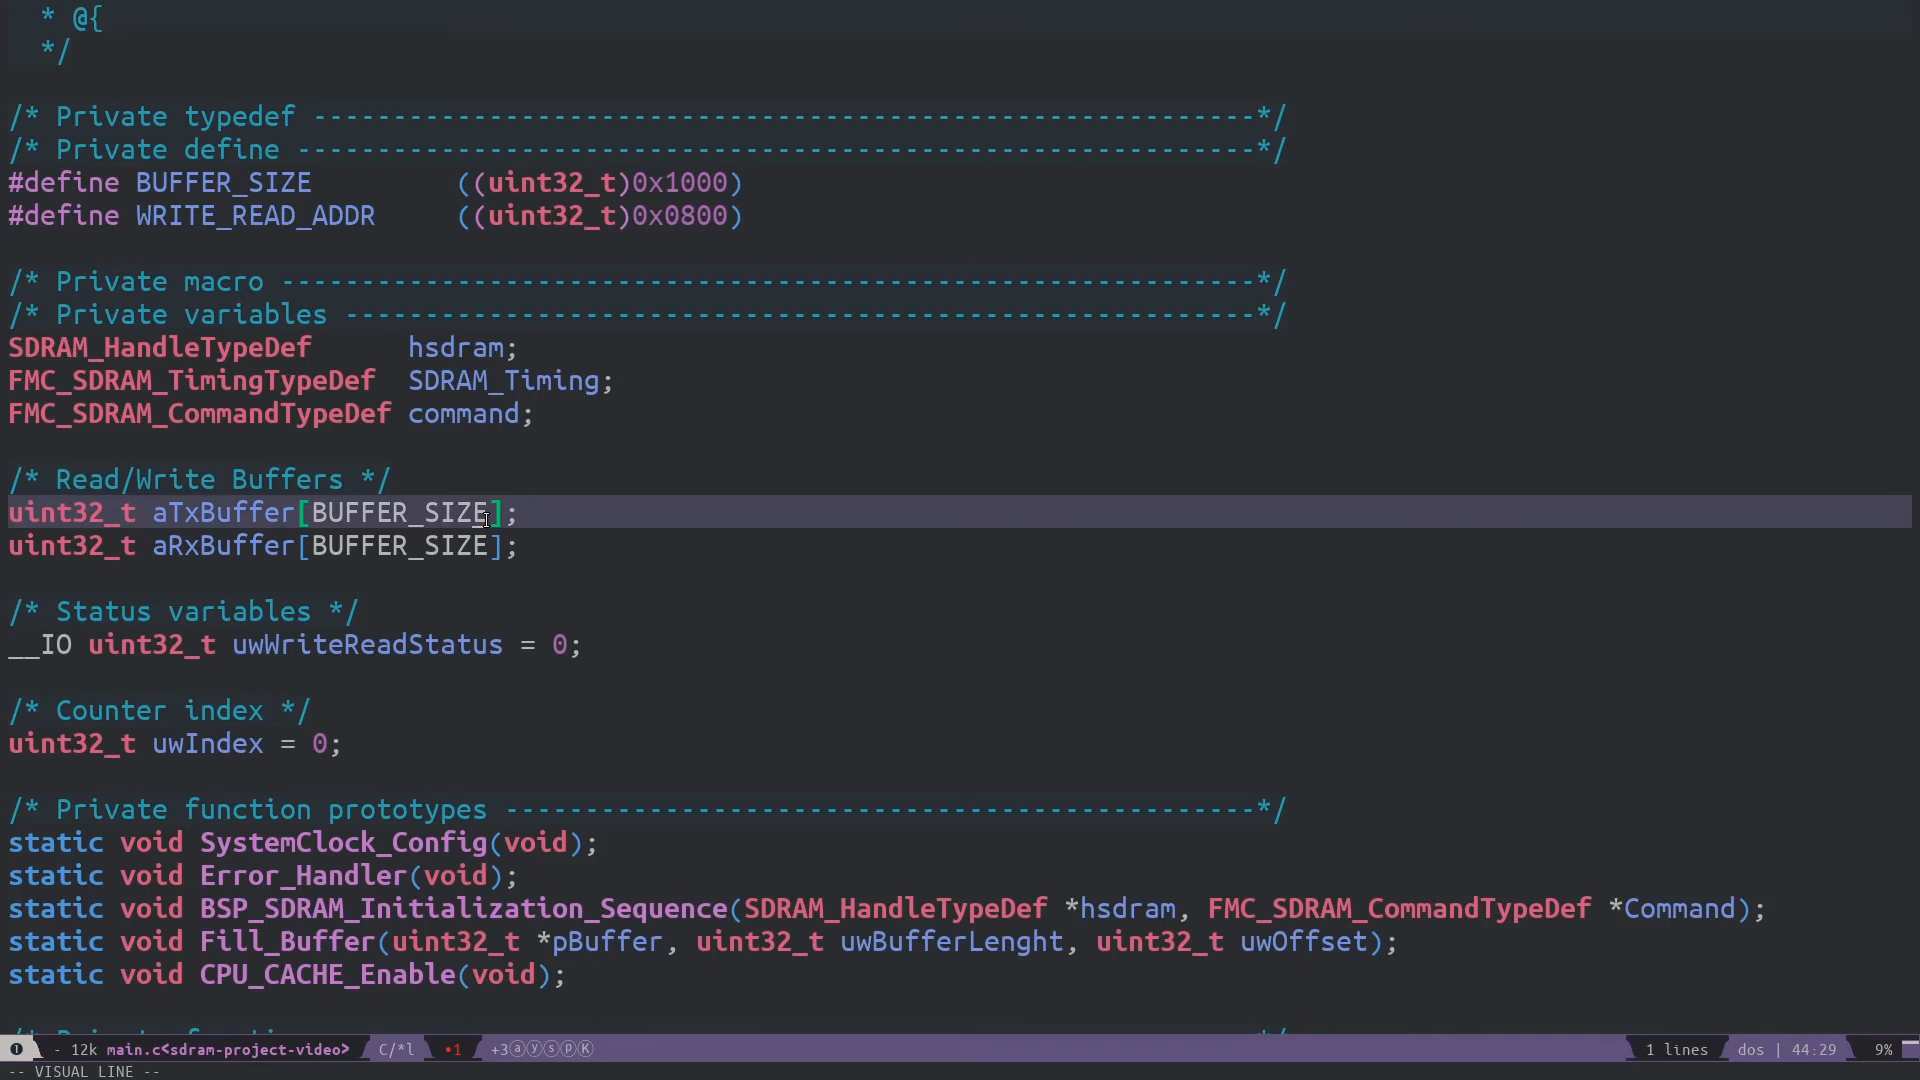 * @{
  */
/* Private typedef -----------------------------------------------------------*/
/* Private define ------------------------------------------------------------*/
#define BUFFER_SIZE         ((uint32_t)0x1000)
#define WRITE_READ_ADDR     ((uint32_t)0x0800)
/* Private macro -------------------------------------------------------------*/
/* Private variables ---------------------------------------------------------*/
SDRAM_HandleTypeDef      hsdram;
FMC_SDRAM_TimingTypeDef  SDRAM_Timing;
FMC_SDRAM_CommandTypeDef command;
/* Read/Write Buffers */
uint32_t aTxBuffer[BUFFER_SIZE];
uint32_t aRxBuffer[BUFFER_SIZE];
/* Status variables */
__IO uint32_t uwWriteReadStatus = 0;
/* Counter index */
uint32_t uwIndex = 0;
/* Private function prototypes -----------------------------------------------*/
static void SystemClock_Config(void);
static void Error_Handler(void);
static void BSP_SDRAM_Initialization_Sequence(SDRAM_HandleTypeDef *hsdram, FMC_SDRAM_CommandTypeDef *Command);
static void Fill_Buffer(uint32_t *pBuffer, uint32_t uwBufferLenght, uint32_t uwOffset);
static void CPU_CACHE_Enable(void);
❶ - 12k main.c<sdram-project-video> C/*l •1 +3ⓐⓨⓢⓟⓀ 1 lines dos | 44:29 9%
-- VISUAL LINE --